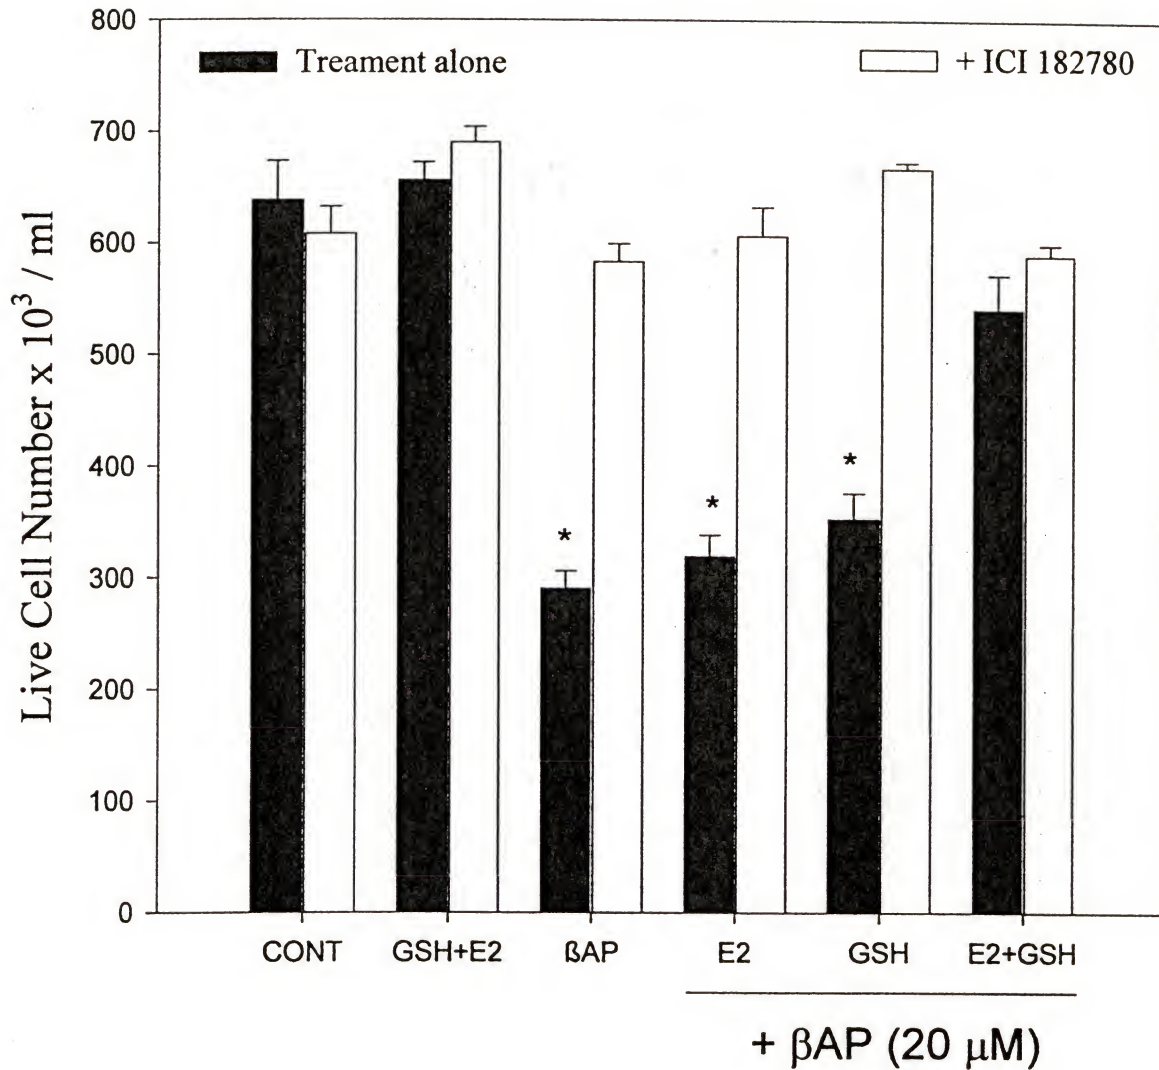 800
Treament alone
+ ICI 182780
700
600
500
400
300
200
100
0
Live Cell Number x 10³ / ml
*
*
*
CONT GSH+E2 ßAP E2 GSH E2+GSH
+ βAP (20 μM)